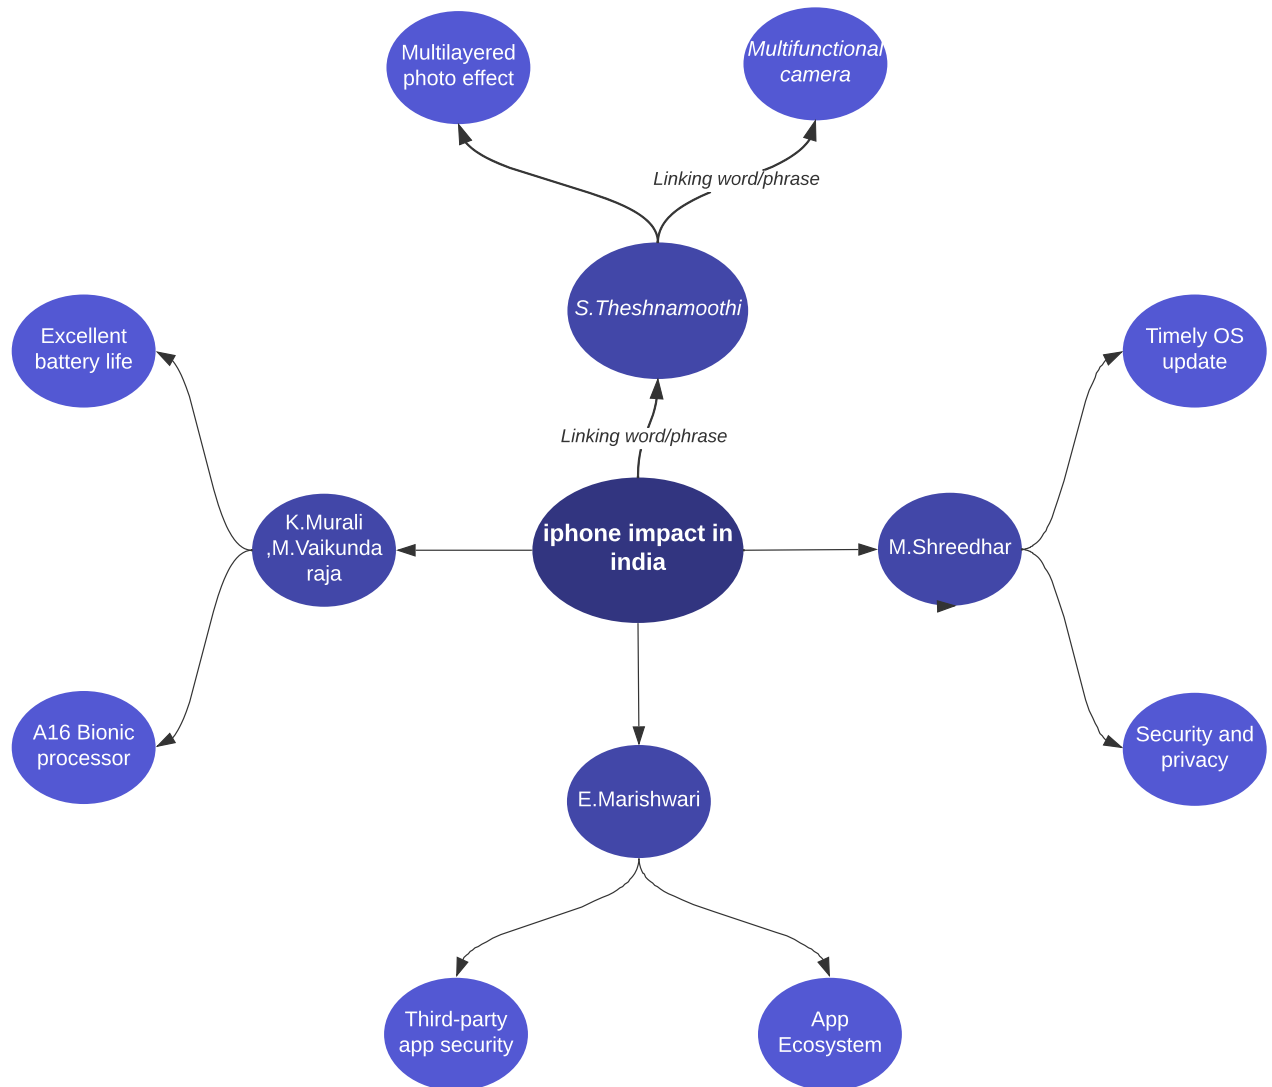 Multilayered
photo effect
Multifunctional
camera
Linking word/phrase
S.Theshnamoothi
Excellent
battery life
Timely OS
update
Linking word/phrase
K.Murali
,M.Vaikunda
raja
iphone impact in
india
M.Shreedhar
A16 Bionic
processor
Security and
privacy
E.Marishwari
Third-party
app security
App
Ecosystem